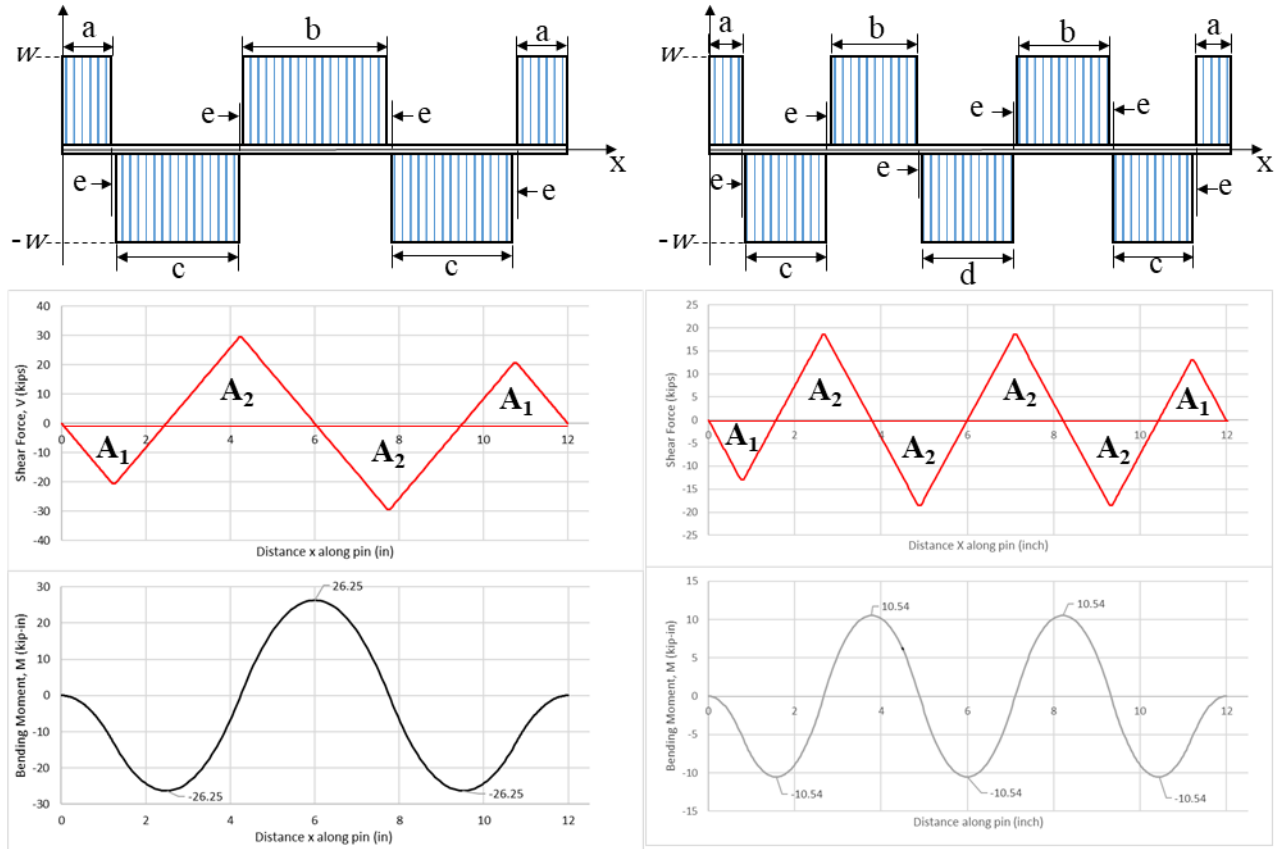 a b a
W
e e
e e
X
-W
c c
a b b a
W
e e e
e e e
X
-W
c d c
40
30
20
10
0
-10
-20
-30
-40
Shear Force, V (kips)
0 2 4 6 8 10 12
A₁ A₂ A₂ A₁
Distance x along pin (in)
25
20
15
10
5
0
-5
-10
-15
-20
-25
Shear Force (kips)
0 2 4 6 8 10 12
A₁ A₂ A₂ A₂ A₂ A₁
Distance X along pin (inch)
30
20
10
0
-10
-20
-30
Bending Moment, M (kip-in)
26.25
-26.25 -26.25
0 2 4 6 8 10 12
Distance x along pin (in)
15
10
5
0
-5
-10
-15
Bending Moment, M (kip-in)
10.54 10.54
0 2 4 6 8 10 12
-10.54 -10.54 -10.54
Distance along pin (inch)